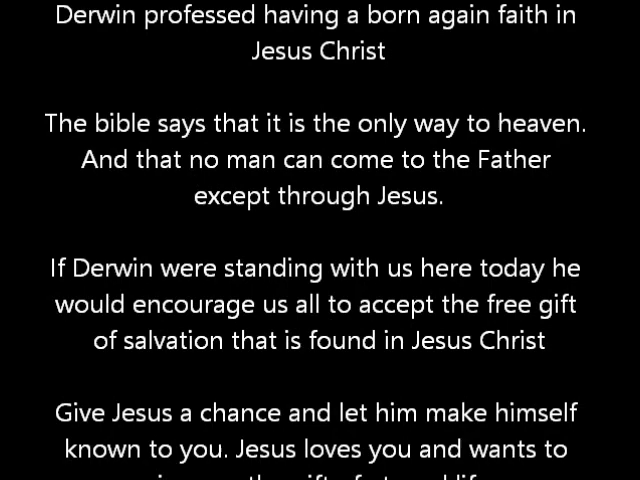 Derwin professed having a born again faith in
Jesus Christ
The bible says that it is the only way to heaven.
And that no man can come to the Father
except through Jesus.
If Derwin were standing with us here today he
would encourage us all to accept the free gift
of salvation that is found in Jesus Christ
Give Jesus a chance and let him make himself
known to you. Jesus loves you and wants to